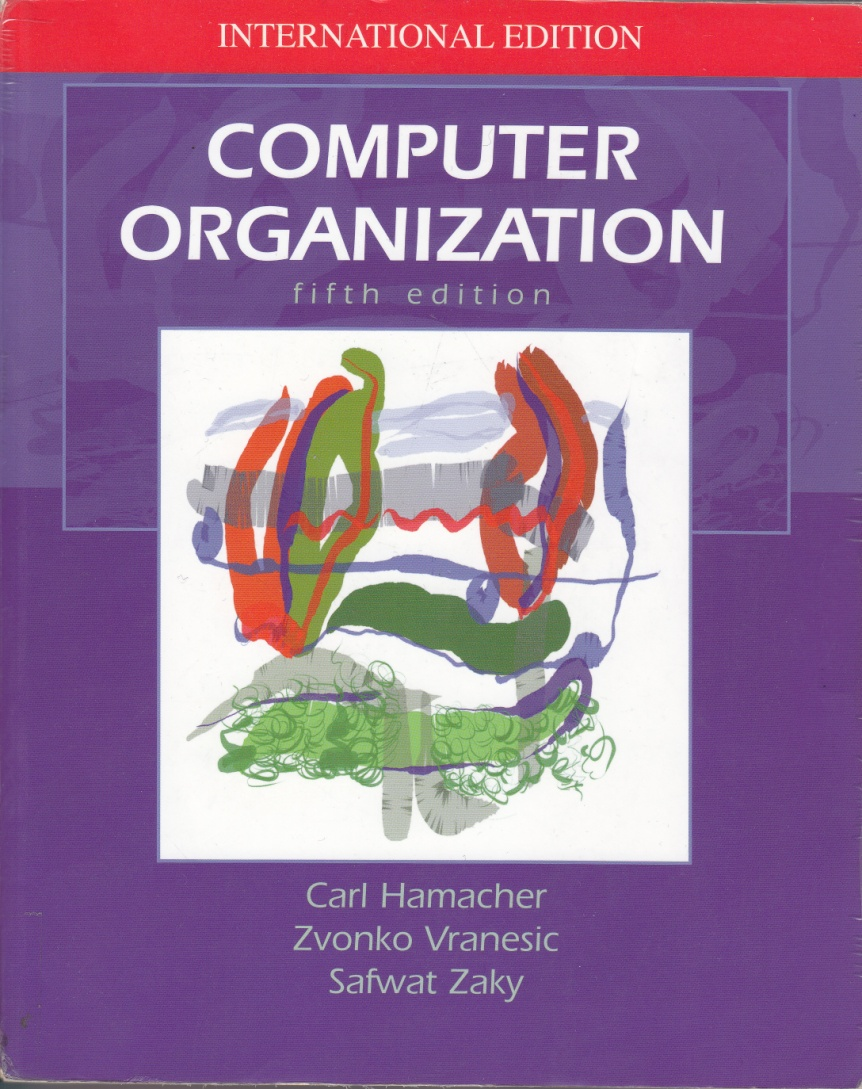 INTERNATIONAL EDITION
COMPUTER
ORGANIZATION
fifth edition
Carl Hamacher
Zvonko Vranesic
Safwat Zaky